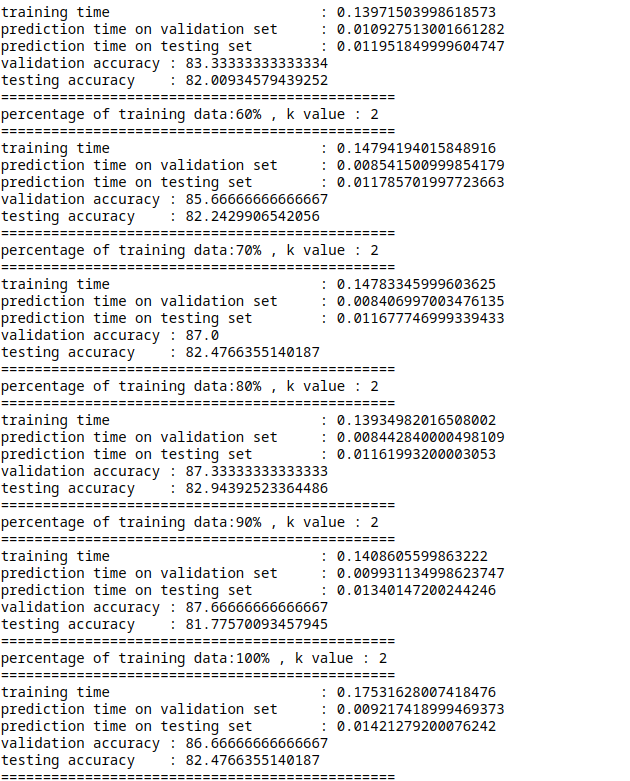 training time                         : 0.13971503998618573
prediction time on validation set     : 0.010927513001661282
prediction time on testing set        : 0.011951849999604747
validation accuracy : 83.33333333333334
testing accuracy    : 82.00934579439252
===============================================
percentage of training data:60% , k value : 2
===============================================
training time                         : 0.14794194015848916
prediction time on validation set     : 0.008541500999854179
prediction time on testing set        : 0.011785701997723663
validation accuracy : 85.66666666666667
testing accuracy    : 82.2429906542056
===============================================
percentage of training data:70% , k value : 2
===============================================
training time                         : 0.14783345999603625
prediction time on validation set     : 0.008406997003476135
prediction time on testing set        : 0.011677746999339433
validation accuracy : 87.0
testing accuracy    : 82.4766355140187
===============================================
percentage of training data:80% , k value : 2
===============================================
training time                         : 0.13934982016508002
prediction time on validation set     : 0.008442840000498109
prediction time on testing set        : 0.01161993200003053
validation accuracy : 87.33333333333333
testing accuracy    : 82.94392523364486
===============================================
percentage of training data:90% , k value : 2
===============================================
training time                         : 0.1408605599863222
prediction time on validation set     : 0.009931134998623747
prediction time on testing set        : 0.01340147200244246
validation accuracy : 87.66666666666667
testing accuracy    : 81.77570093457945
===============================================
percentage of training data:100% , k value : 2
===============================================
training time                         : 0.17531628007418476
prediction time on validation set     : 0.009217418999469373
prediction time on testing set        : 0.01421279200076242
validation accuracy : 86.66666666666667
testing accuracy    : 82.4766355140187
===============================================